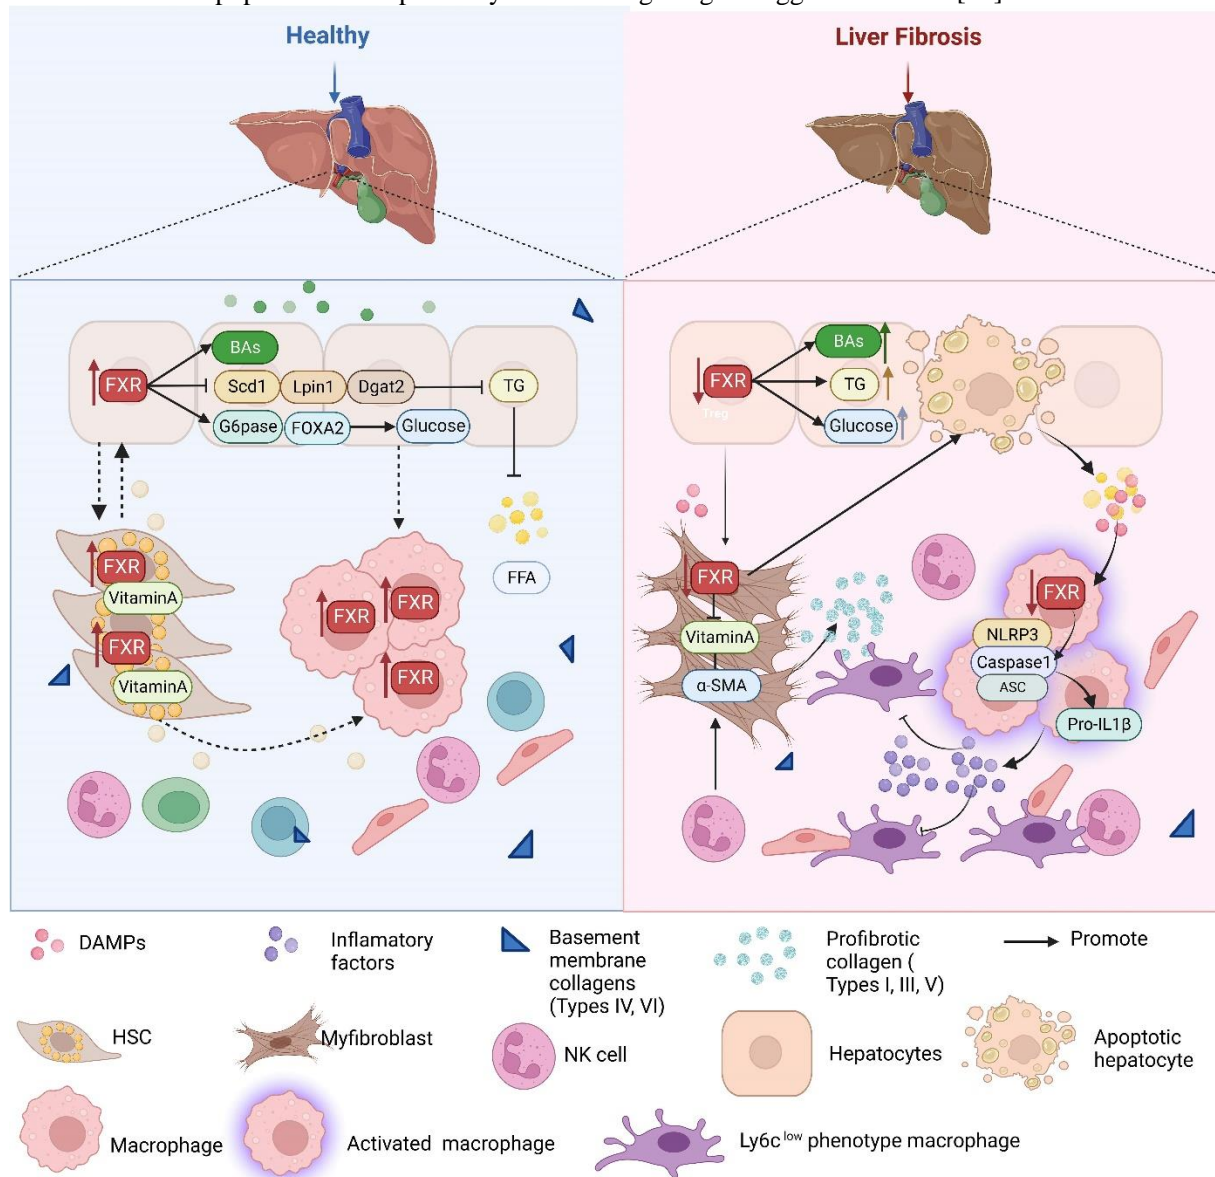 Healthy
Liver Fibrosis
FXR
BAs
Scd1 Lpin1 Dgat2 TG
G6pase FOXA2 Glucose
FXR
VitaminA
FXR
VitaminA
FXR
FXR
FXR
FFA
FXR
Treg
BAs
TG
Glucose
FXR
VitaminA
α-SMA
FXR
NLRP3
Caspase1
ASC
Pro-IL1β
DAMPs
Inflamatory
factors
Basement
membrane
collagens
(Types IV, VI)
Profibrotic
collagen (
Types I, III, V)
Promote
HSC
Myfibroblast
NK cell
Hepatocytes
Apoptotic
hepatocyte
Macrophage
Activated macrophage
Ly6c low phenotype macrophage